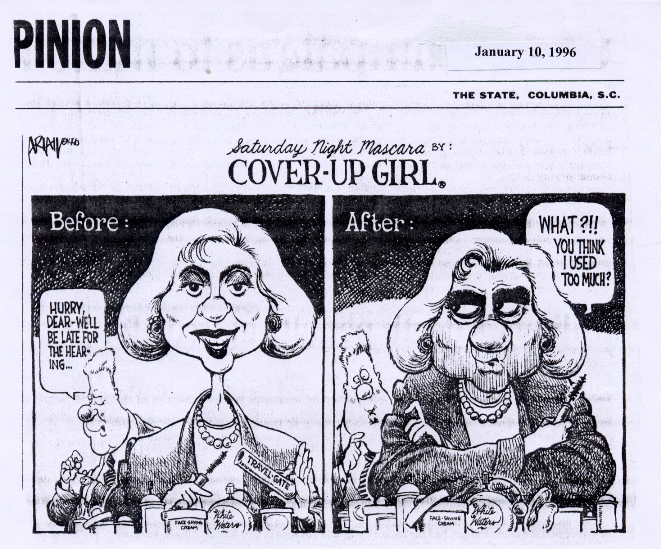 PINION
January 10, 1996
THE STATE, COLUMBIA, S.C.
Saturday Night Mascara BY:
COVER-UP GIRL®
Before:
HURRY,
DEAR-WE'LL
BE LATE FOR
THE HEAR-
ING...
TRAVEL GATE
FACE-SAVING
CREAM
White
Waters
After:
WHAT?!!
YOU THINK
I USED
TOO MUCH?
FACE-SAVING
CREAM
White
Waters